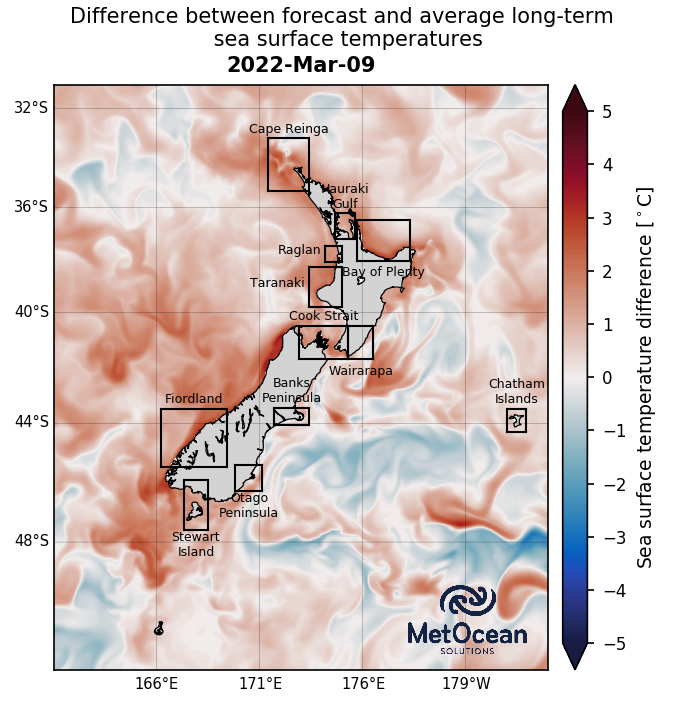 Difference between forecast and average long-term
sea surface temperatures
2022-Mar-09
32°S
36°S
40°S
44°S
48°S
166°E
171°E
176°E
179°W
Cape Reinga
Hauraki
Gulf
Raglan
Bay of Plenty
Taranaki
Cook Strait
Wairarapa
Banks
Peninsula
Fiordland
Chatham
Islands
Otago
Peninsula
Stewart
Island
MetOcean
SOLUTIONS
5
4
3
2
1
0
−1
−2
−3
−4
−5
Sea surface temperature difference [°C]